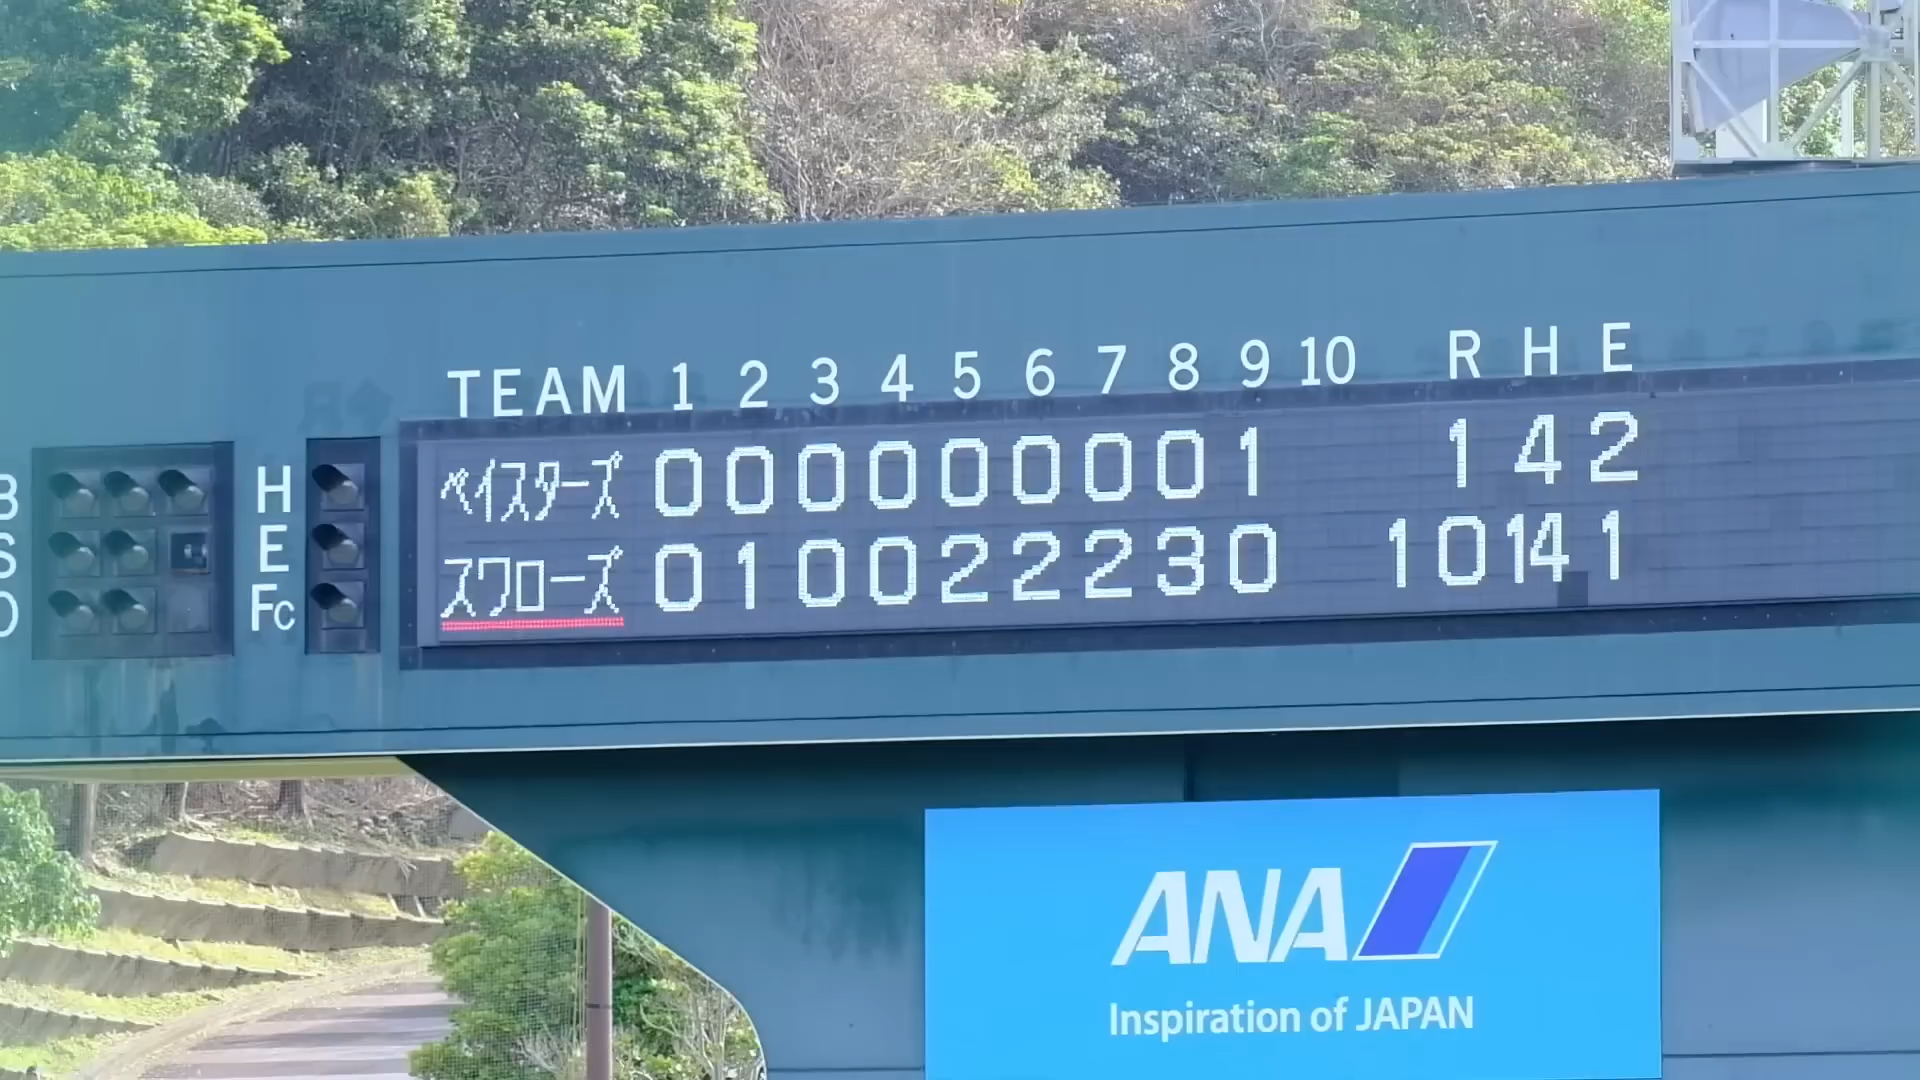 TEAM 1 2 3 4 5 6 7 8 9 10 R H E
ベイスターズ 0 0 0 0 0 0 0 0 1 1 4 2
スワローズ 0 1 0 0 2 2 2 3 0 10 14 1
B H
S E
O Fc
ANA
Inspiration of JAPAN